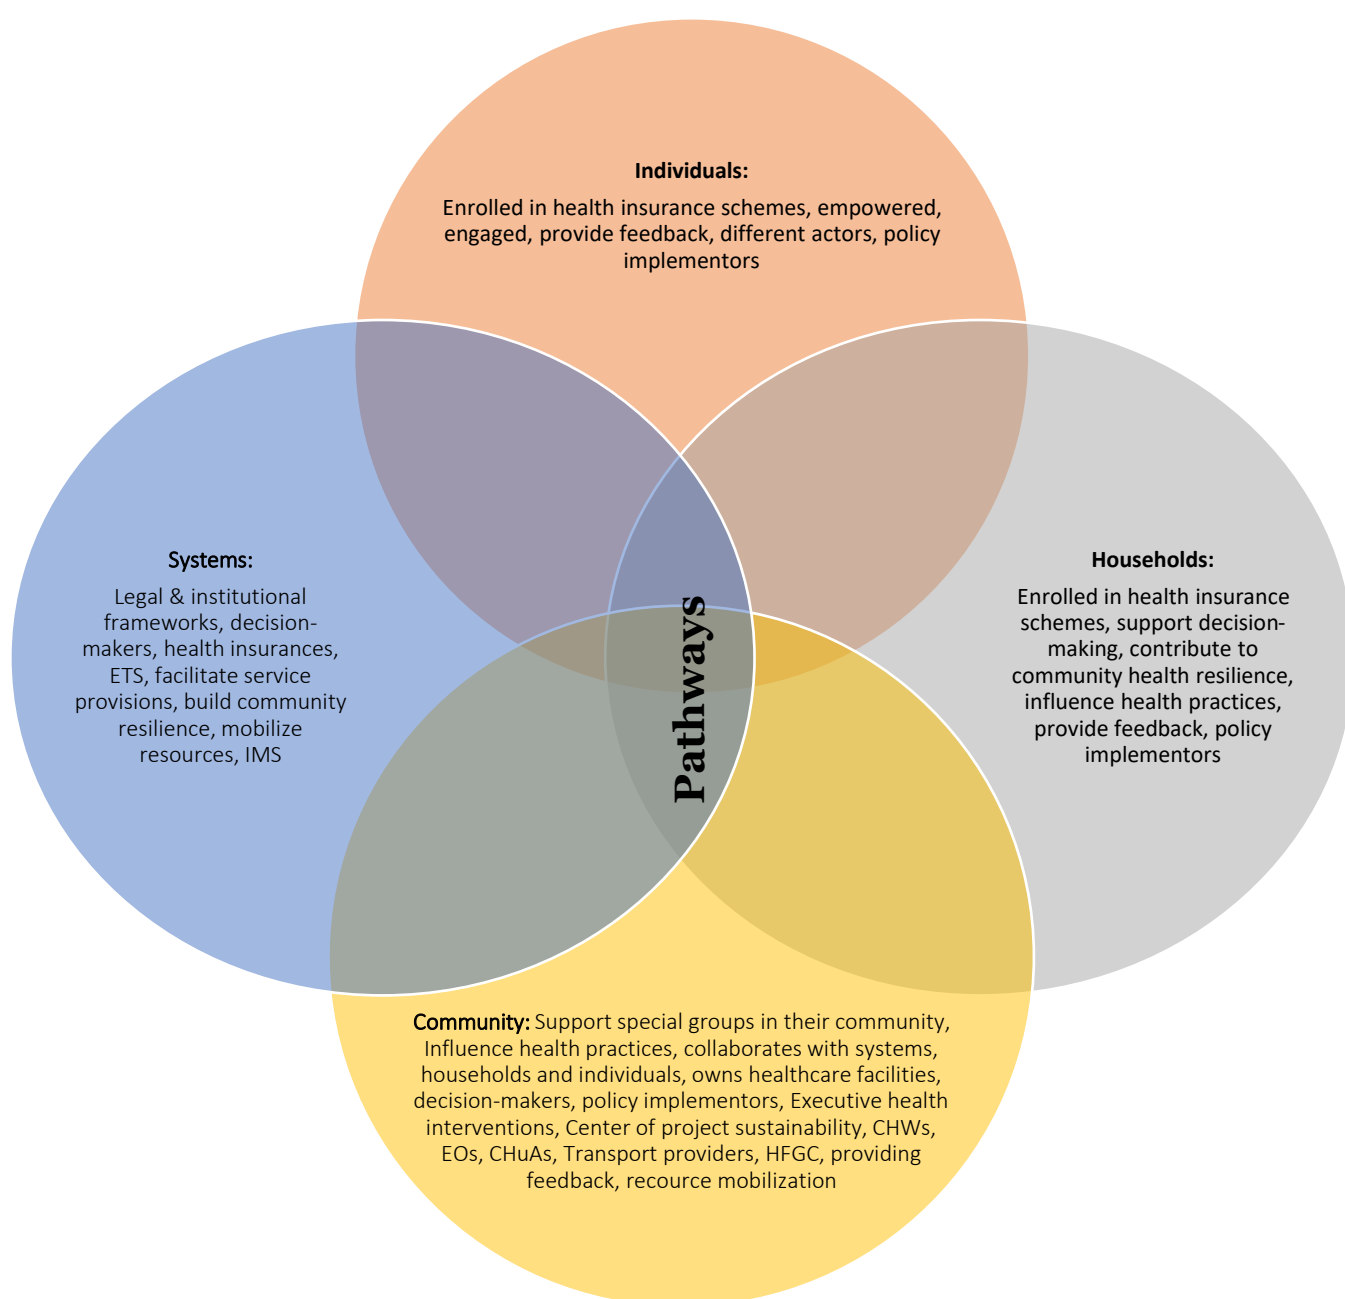 Individuals:
Enrolled in health insurance schemes, empowered,
engaged, provide feedback, different actors, policy
implementors
Systems:
Legal & institutional
frameworks, decision-
makers, health insurances,
ETS, facilitate service
provisions, build community
resilience, mobilize
resources, IMS
Pathways
Households:
Enrolled in health insurance
schemes, support decision-
making, contribute to
community health resilience,
influence health practices,
provide feedback, policy
implementors
Community: Support special groups in their community,
Influence health practices, collaborates with systems,
households and individuals, owns healthcare facilities,
decision-makers, policy implementors, Executive health
interventions, Center of project sustainability, CHWs,
EOs, CHuAs, Transport providers, HFGC, providing
feedback, recource mobilization